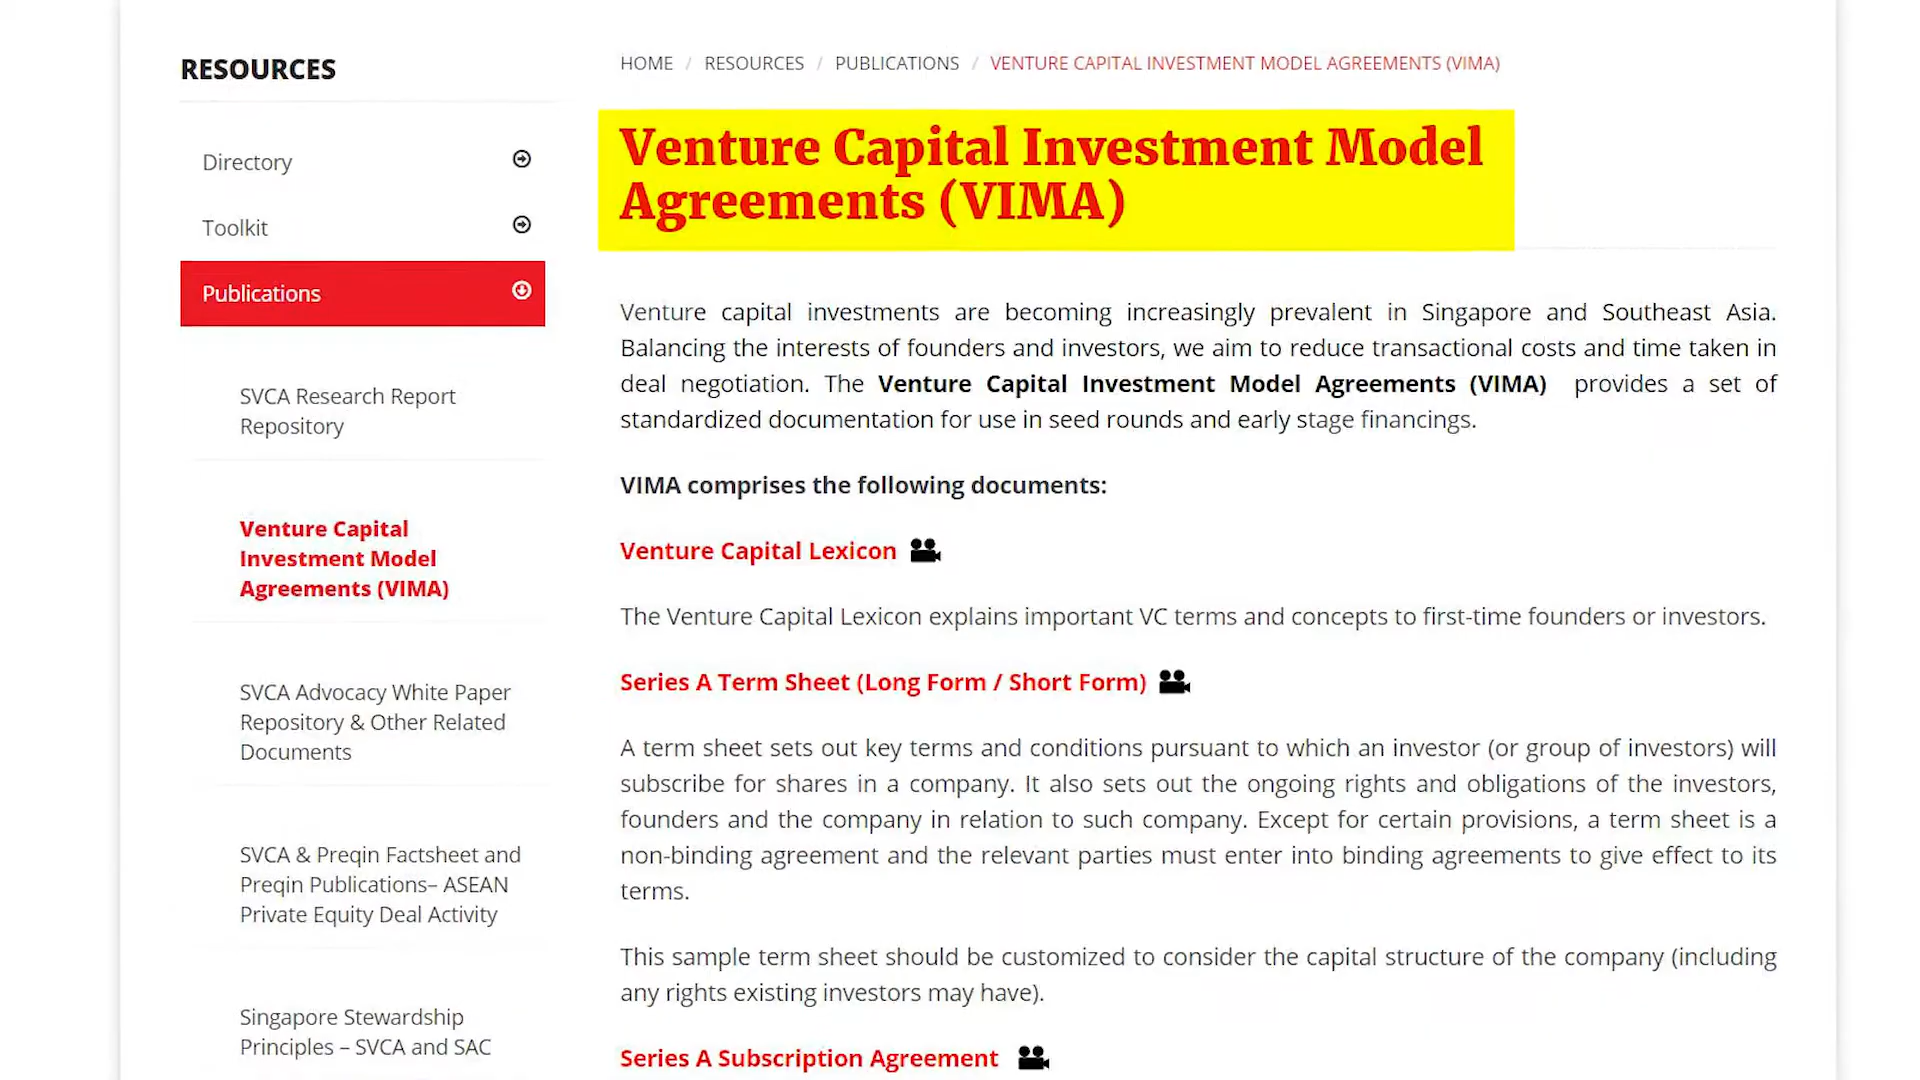 RESOURCES
Directory
Toolkit
Publications
SVCA Research Report
Repository
Venture Capital
Investment Model
Agreements (VIMA)
SVCA Advocacy White Paper
Repository & Other Related
Documents
SVCA & Preqin Factsheet and
Preqin Publications– ASEAN
Private Equity Deal Activity
Singapore Stewardship
Principles – SVCA and SAC
HOME / RESOURCES / PUBLICATIONS / VENTURE CAPITAL INVESTMENT MODEL AGREEMENTS (VIMA)
Venture Capital Investment Model
Agreements (VIMA)
Venture capital investments are becoming increasingly prevalent in Singapore and Southeast Asia.
Balancing the interests of founders and investors, we aim to reduce transactional costs and time taken in
deal negotiation. The Venture Capital Investment Model Agreements (VIMA) provides a set of
standardized documentation for use in seed rounds and early stage financings.
VIMA comprises the following documents:
Venture Capital Lexicon
The Venture Capital Lexicon explains important VC terms and concepts to first-time founders or investors.
Series A Term Sheet (Long Form / Short Form)
A term sheet sets out key terms and conditions pursuant to which an investor (or group of investors) will
subscribe for shares in a company. It also sets out the ongoing rights and obligations of the investors,
founders and the company in relation to such company. Except for certain provisions, a term sheet is a
non-binding agreement and the relevant parties must enter into binding agreements to give effect to its
terms.
This sample term sheet should be customized to consider the capital structure of the company (including
any rights existing investors may have).
Series A Subscription Agreement